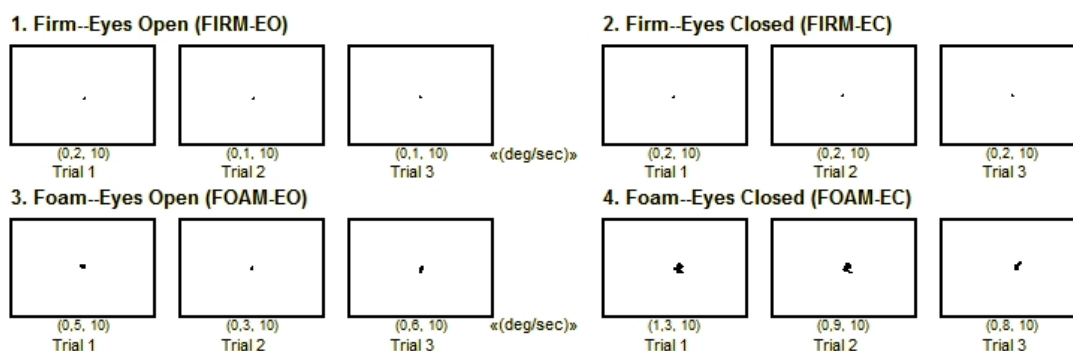 1. Firm--Eyes Open (FIRM-EO)
2. Firm--Eyes Closed (FIRM-EC)
(0,2, 10) (0,1, 10) (0,1, 10) «(deg/sec)» (0,2, 10) (0,2, 10) (0,2, 10)
Trial 1 Trial 2 Trial 3 Trial 1 Trial 2 Trial 3
3. Foam--Eyes Open (FOAM-EO)
4. Foam--Eyes Closed (FOAM-EC)
(0,5, 10) (0,3, 10) (0,6, 10) «(deg/sec)» (1,3, 10) (0,9, 10) (0,8, 10)
Trial 1 Trial 2 Trial 3 Trial 1 Trial 2 Trial 3